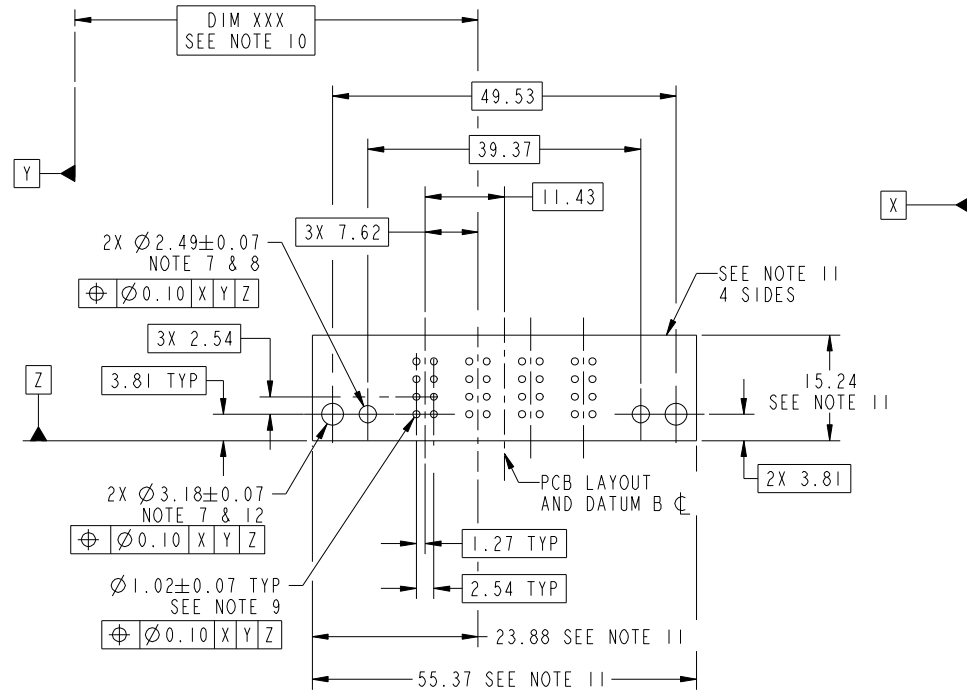 DIM XXX
SEE NOTE 10
49.53
39.37
Y
11.43
X
3X 7.62
2X Ø2.49±0.07
NOTE 7 & 8
⌖ Ø0.10 X Y Z
SEE NOTE 11
4 SIDES
3X 2.54
Z
3.81 TYP
15.24
SEE NOTE 11
2X Ø3.18±0.07
NOTE 7 & 12
⌖ Ø0.10 X Y Z
PCB LAYOUT
AND DATUM B ℄
2X 3.81
1.27 TYP
Ø1.02±0.07 TYP
SEE NOTE 9
⌖ Ø0.10 X Y Z
2.54 TYP
23.88 SEE NOTE 11
55.37 SEE NOTE 11